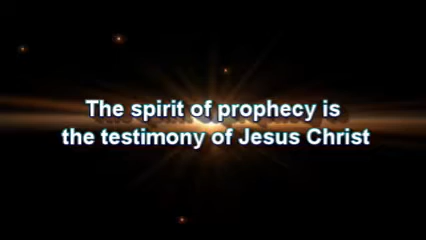 The spirit of prophecy is
the testimony of Jesus Christ